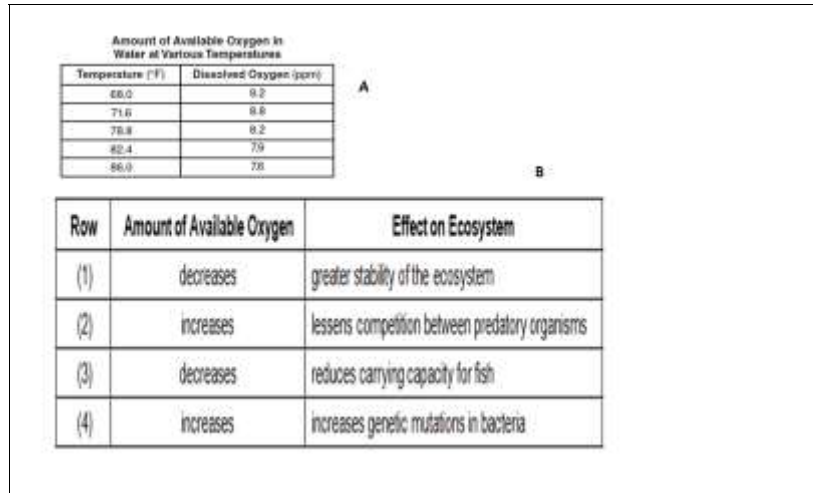 Amount of Available Oxygen in
Water at Various Temperatures
Temperature (°F) Dissolved Oxygen (ppm)
68.0 9.2
71.6 8.8
78.8 8.2
82.4 7.9
86.0 7.6
A
B
Row Amount of Available Oxygen Effect on Ecosystem
(1) decreases greater stability of the ecosystem
(2) increases lessens competition between predatory organisms
(3) decreases reduces carrying capacity for fish
(4) increases increases genetic mutations in bacteria